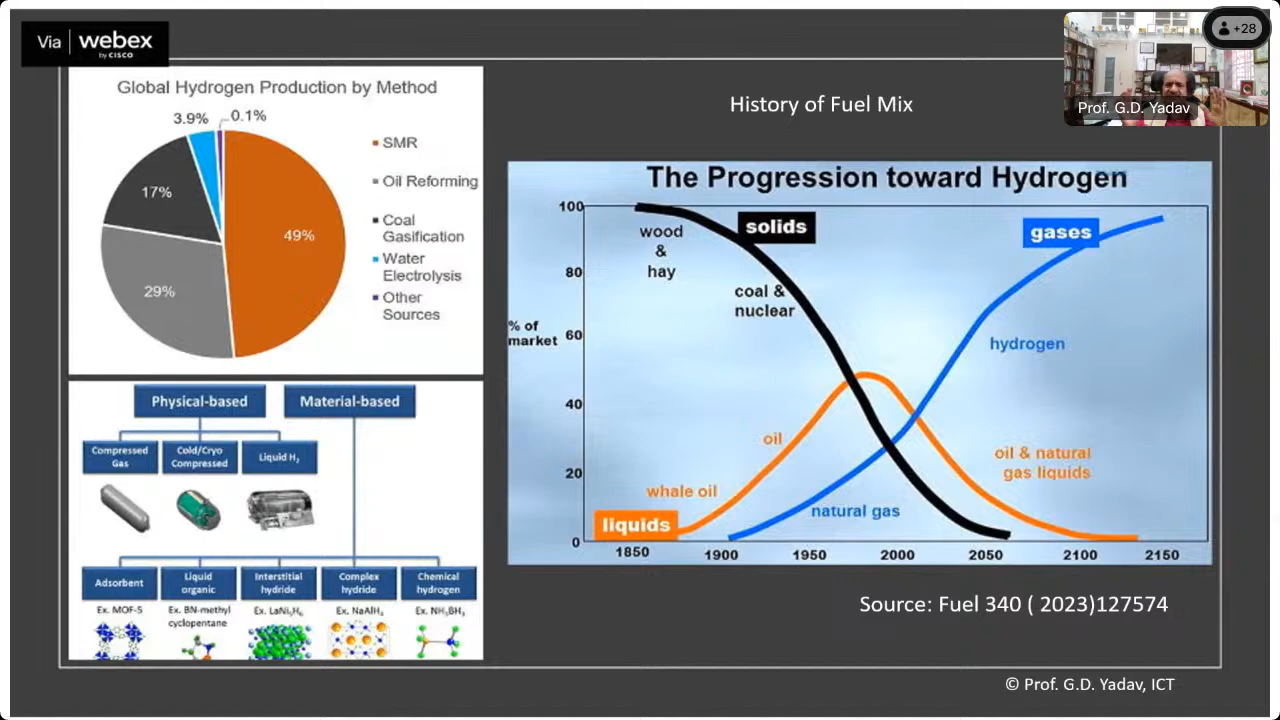 Via webex
by CISCO
+28
Prof. G.D. Yadav
Global Hydrogen Production by Method
3.9%
0.1%
17%
49%
29%
SMR
Oil Reforming
Coal
Gasification
Water
Electrolysis
Other
Sources
Physical-based
Material-based
Compressed
Gas
Cold/Cryo
Compressed
Liquid H₂
Adsorbent
Liquid
organic
Interstitial
hydride
Complex
hydride
Chemical
hydrogen
Ex. MOF-5
Ex. BN-methyl
cyclopentane
Ex. LaNi₅H₆
Ex. NaAlH₄
Ex. NH₃BH₃
History of Fuel Mix
The Progression toward Hydrogen
100
80
60
40
20
0
% of
market
wood
&
hay
solids
coal &
nuclear
gases
hydrogen
oil
whale oil
liquids
natural gas
oil & natural
gas liquids
1850
1900
1950
2000
2050
2100
2150
Source: Fuel 340 ( 2023)127574
© Prof. G.D. Yadav, ICT